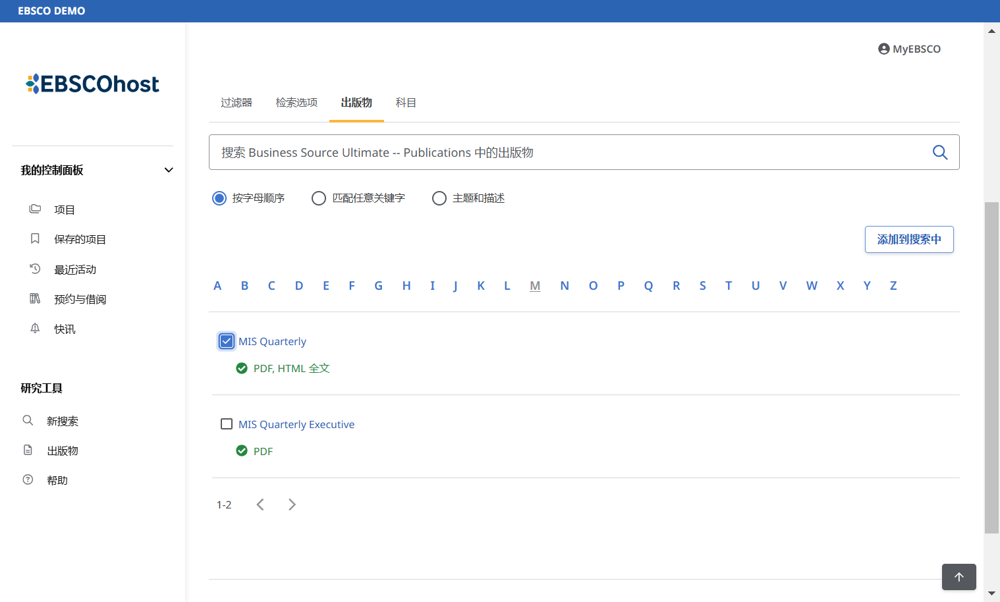 EBSCO DEMO
MyEBSCO
EBSCOhost
过滤器 检索选项 出版物 科目
搜索 Business Source Ultimate -- Publications 中的出版物
我的控制面板
按字母顺序 匹配任意关键字 主题和描述
项目
保存的项目
添加到搜索中
最近活动
A B C D E F G H I J K L M N O P Q R S T U V W X Y Z
预约与借阅
快讯
MIS Quarterly
PDF, HTML 全文
研究工具
新搜索
MIS Quarterly Executive
出版物
PDF
帮助
1-2